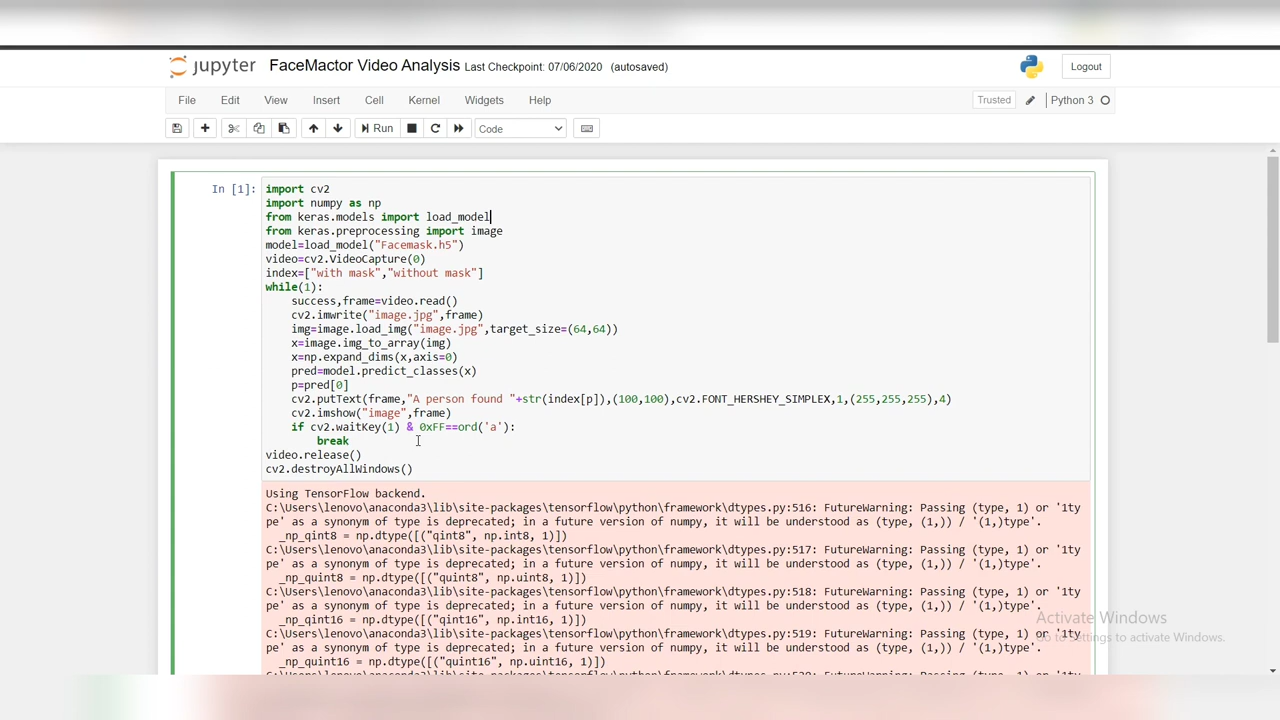 jupyter FaceMactor Video Analysis Last Checkpoint: 07/06/2020 (autosaved) Logout
File Edit View Insert Cell Kernel Widgets Help Trusted Python 3
Run Code
In [1]:
import cv2
import numpy as np
from keras.models import load_model
from keras.preprocessing import image
model=load_model("Facemask.h5")
video=cv2.VideoCapture(0)
index=["with mask","without mask"]
while(1):
    success,frame=video.read()
    cv2.imwrite("image.jpg",frame)
    img=image.load_img("image.jpg",target_size=(64,64))
    x=image.img_to_array(img)
    x=np.expand_dims(x,axis=0)
    pred=model.predict_classes(x)
    p=pred[0]
    cv2.putText(frame,"A person found "+str(index[p]),(100,100),cv2.FONT_HERSHEY_SIMPLEX,1,(255,255,255),4)
    cv2.imshow("image",frame)
    if cv2.waitKey(1) & 0xFF==ord('a'):
        break
video.release()
cv2.destroyAllWindows()
Using TensorFlow backend.
C:\Users\lenovo\anaconda3\lib\site-packages\tensorflow\python\framework\dtypes.py:516: FutureWarning: Passing (type, 1) or '1ty
pe' as a synonym of type is deprecated; in a future version of numpy, it will be understood as (type, (1,)) / '(1,)type'.
  _np_qint8 = np.dtype([("qint8", np.int8, 1)])
C:\Users\lenovo\anaconda3\lib\site-packages\tensorflow\python\framework\dtypes.py:517: FutureWarning: Passing (type, 1) or '1ty
pe' as a synonym of type is deprecated; in a future version of numpy, it will be understood as (type, (1,)) / '(1,)type'.
  _np_quint8 = np.dtype([("quint8", np.uint8, 1)])
C:\Users\lenovo\anaconda3\lib\site-packages\tensorflow\python\framework\dtypes.py:518: FutureWarning: Passing (type, 1) or '1ty
pe' as a synonym of type is deprecated; in a future version of numpy, it will be understood as (type, (1,)) / '(1,)type'.
  _np_qint16 = np.dtype([("qint16", np.int16, 1)])
C:\Users\lenovo\anaconda3\lib\site-packages\tensorflow\python\framework\dtypes.py:519: FutureWarning: Passing (type, 1) or '1ty
pe' as a synonym of type is deprecated; in a future version of numpy, it will be understood as (type, (1,)) / '(1,)type'.
  _np_quint16 = np.dtype([("quint16", np.uint16, 1)])
Activate Windows
Go to Settings to activate Windows.